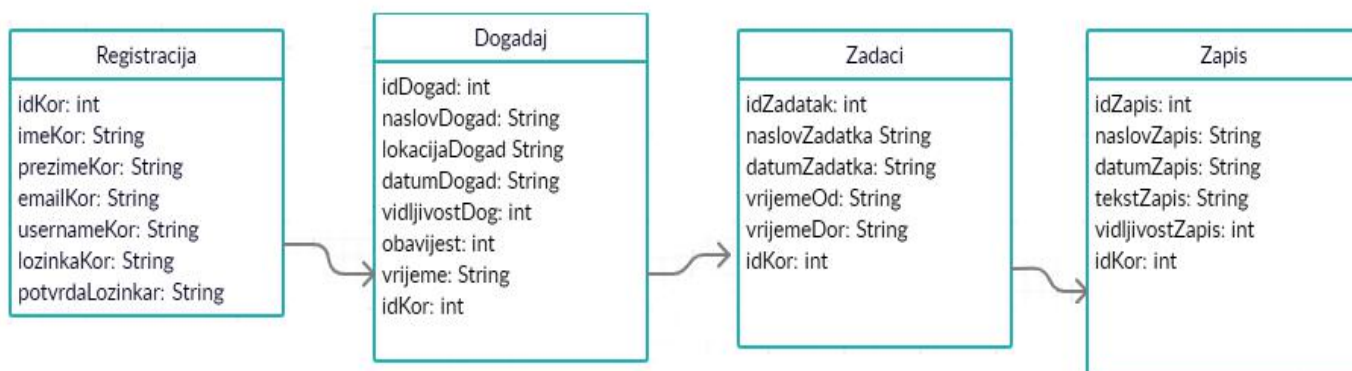 Registracija
idKor: int
imeKor: String
prezimeKor: String
emailKor: String
usernameKor: String
lozinkaKor: String
potvrdaLozinkar: String
Dogadaj
idDogad: int
naslovDogad: String
lokacijaDogad String
datumDogad: String
vidljivostDog: int
obavijest: int
vrijeme: String
idKor: int
Zadaci
idZadatak: int
naslovZadatka String
datumZadatka: String
vrijemeOd: String
vrijemeDor: String
idKor: int
Zapis
idZapis: int
naslovZapis: String
datumZapis: String
tekstZapis: String
vidljivostZapis: int
idKor: int